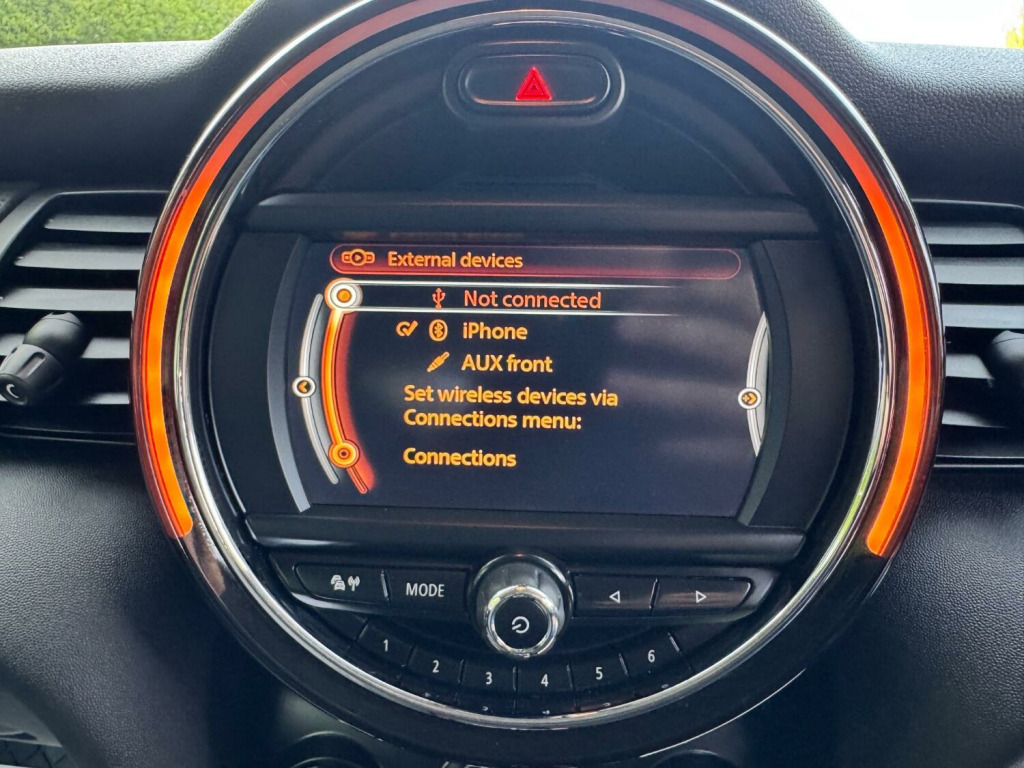 External devices
Not connected
iPhone
AUX front
Set wireless devices via
Connections menu:
Connections
MODE
1 2 3 4 5 6